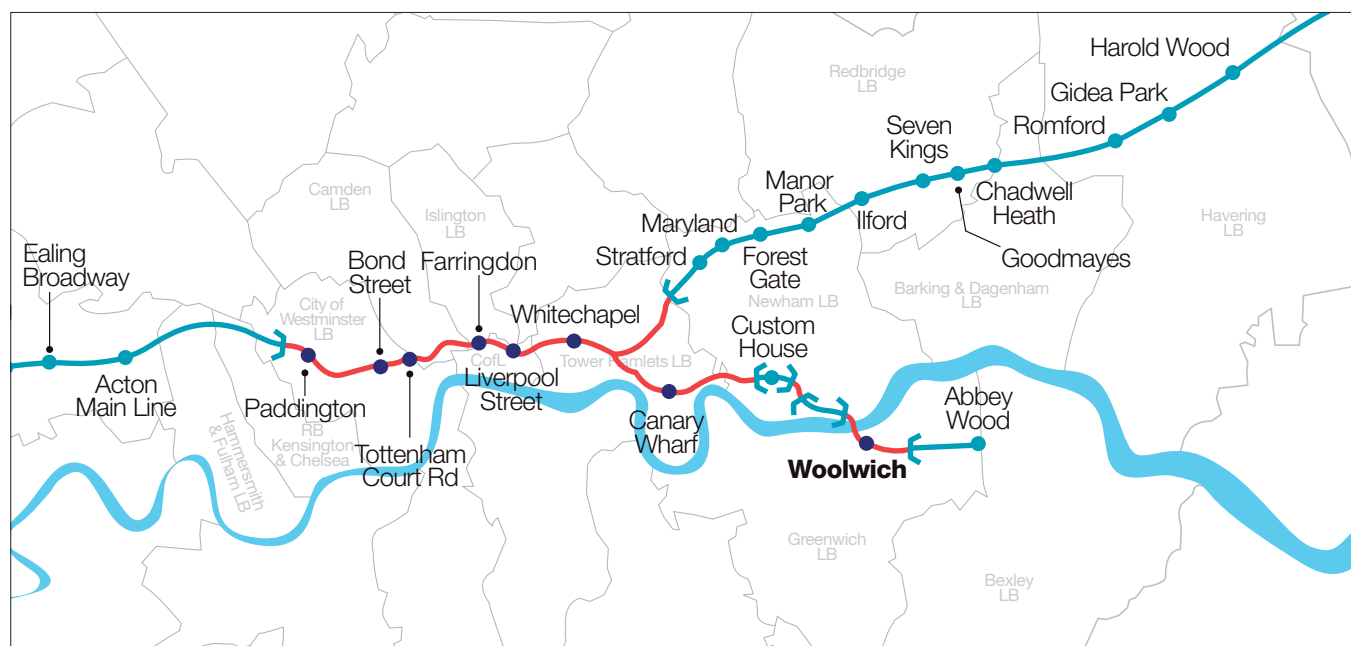 Harold Wood
Redbridge
LB
Gidea Park
Seven
Kings
Romford
Manor
Park
Camden
LB
Chadwell
Heath
Islington
LB
Maryland
Ilford
Havering
LB
Ealing
Broadway
Bond
Street
Farringdon
Stratford
Forest
Gate
Goodmayes
City of
Westminster
LB
Newham LB
Barking & Dagenham
LB
Whitechapel
Custom
House
CofL
Tower Hamlets LB
Acton
Main Line
Paddington
Liverpool
Street
Abbey
Wood
Hammersmith
& Fulham LB
RB
Kensington
& Chelsea
Tottenham
Court Rd
Canary
Wharf
Woolwich
Greenwich
LB
Bexley
LB